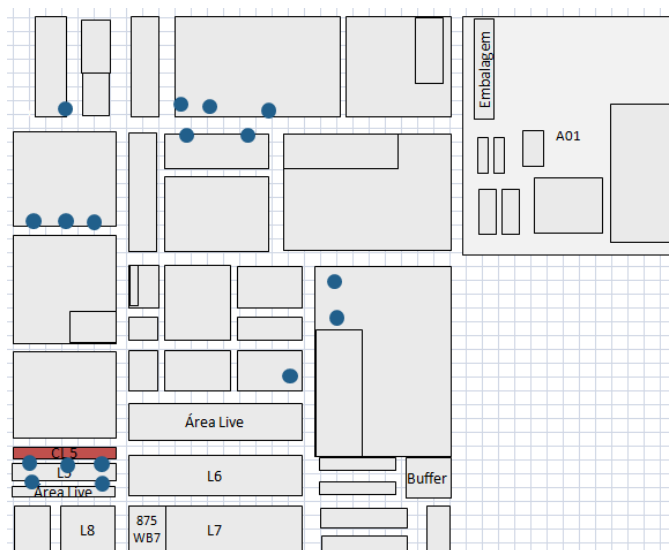 Embalagem
A01
Área Live
CL5
L5
Área Live
L6
Buffer
L8
875
WB7
L7